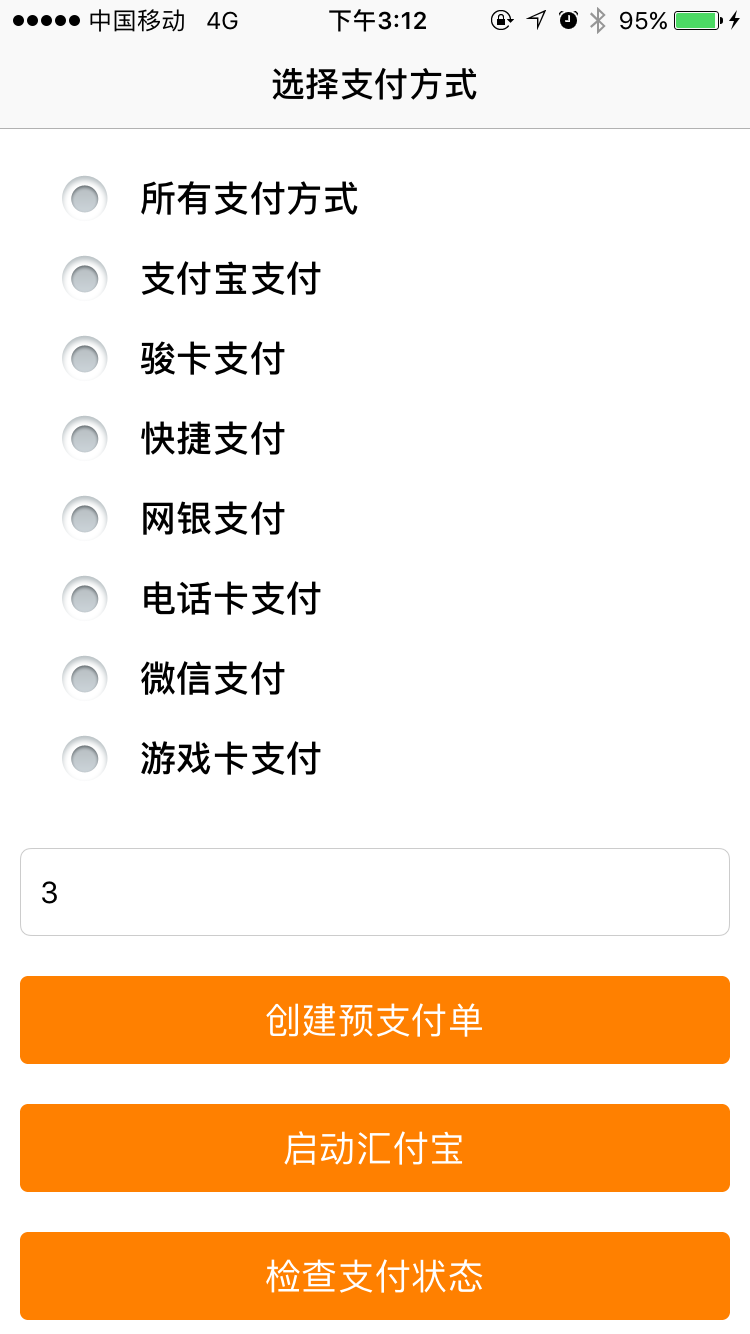 中国移动 4G 下午3:12 95%
选择支付方式
所有支付方式
支付宝支付
骏卡支付
快捷支付
网银支付
电话卡支付
微信支付
游戏卡支付
3
创建预支付单
启动汇付宝
检查支付状态